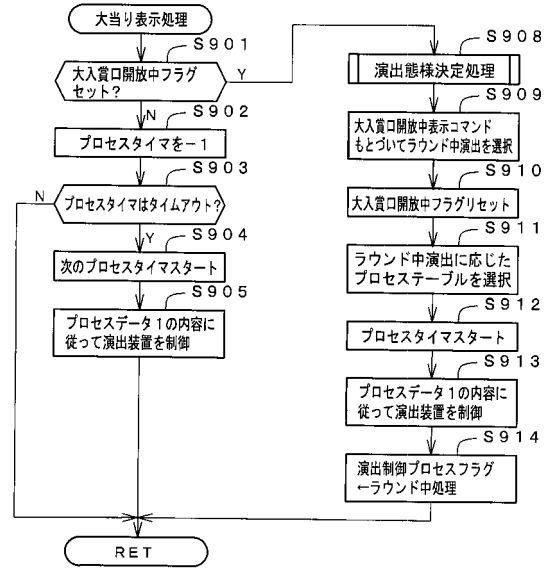 大当り表示処理
S901
大入賞口開放中フラグ
セット?
Y
N
S902
プロセスタイマを-1
S903
N
プロセスタイマはタイムアウト?
Y
S904
次のプロセスタイマスタート
S905
プロセスデータ1の内容に
従って演出装置を制御
S908
演出態様決定処理
S909
大入賞口開放中表示コマンド
もとづいてラウンド中演出を選択
S910
大入賞口開放中フラグリセット
S911
ラウンド中演出に応じた
プロセステーブルを選択
S912
プロセスタイマスタート
S913
プロセスデータ1の内容に
従って演出装置を制御
S914
演出制御プロセスフラグ
←ラウンド中処理
RET